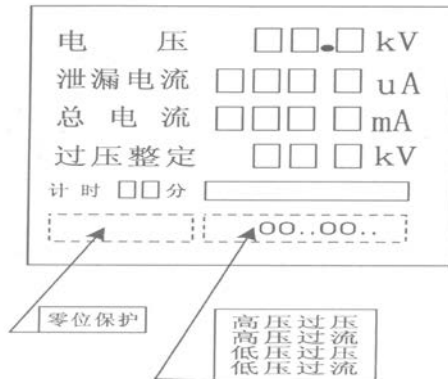 电 压 □□.□ kV
泄漏电流 □□□□ uA
总电流 □□□□ mA
过压整定 □□□ kV
计时 □□分
00..00..
零位保护
高压过压
高压过流
低压过压
低压过流